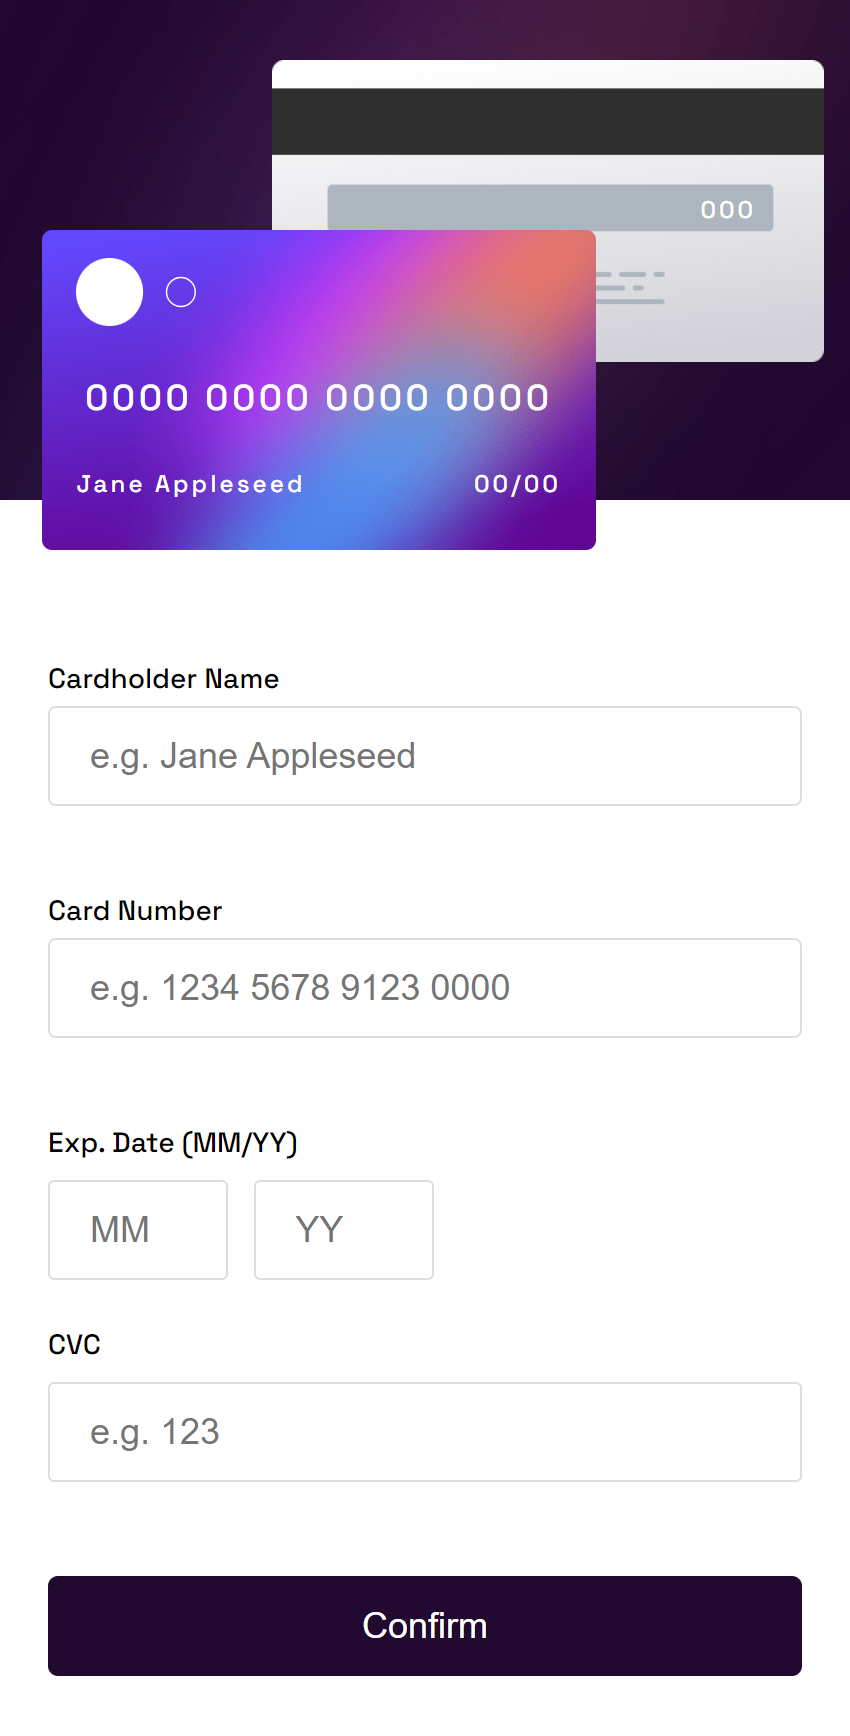 000
0000 0000 0000 0000
Jane Appleseed 00/00
Cardholder Name
e.g. Jane Appleseed
Card Number
e.g. 1234 5678 9123 0000
Exp. Date (MM/YY)
MM YY
CVC
e.g. 123
Confirm